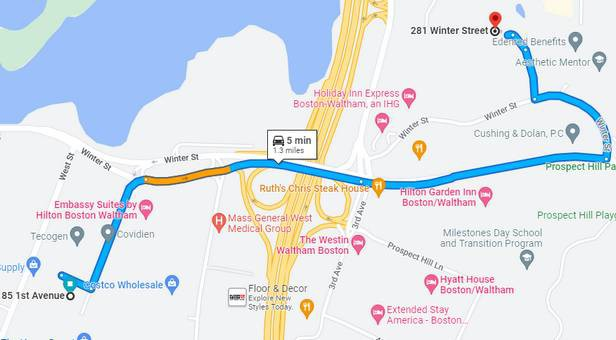 281 Winter Street
Edenred Benefits
Aesthetic Mentor
Holiday Inn Express
Boston-Waltham, an IHG
Winter St
Winter St
Winter St
Cushing & Dolan, P.C
5 min
1.3 miles
West St
Winter St
Winter St
Prospect Hill Pa
Ruth's Chris Steak House
Hilton Garden Inn
Boston/Waltham
Embassy Suites by
Hilton Boston Waltham
3rd Ave
Mass General West
Medical Group
Prospect Hill Playg
Tecogen
Covidien
The Westin
Waltham Boston
Milestones Day School
and Transition Program
Prospect Hill Ln
3rd Ave
Supply
Costco Wholesale
Hyatt House
Boston/Waltham
85 1st Avenue
Floor & Decor
Explore New
Styles Today.
Extended Stay
America - Boston...